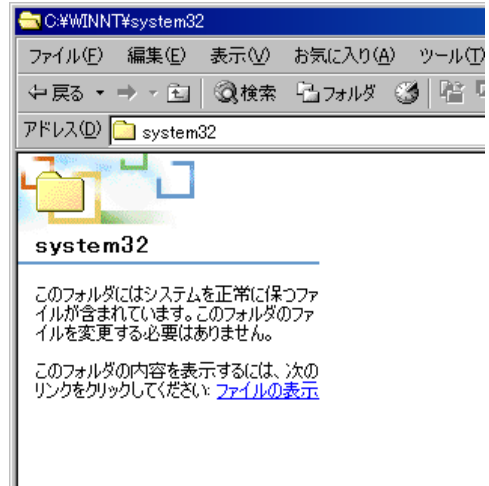 C:¥WINNT¥system32
ファイル(F) 編集(E) 表示(V) お気に入り(A) ツール(T)
戻る 検索 フォルダ
アドレス(D) system32
system32
このフォルダにはシステムを正常に保つファ
イルが含まれています。このフォルダのファ
イルを変更する必要はありません。
このフォルダの内容を表示するには、次の
リンクをクリックしてください: ファイルの表示